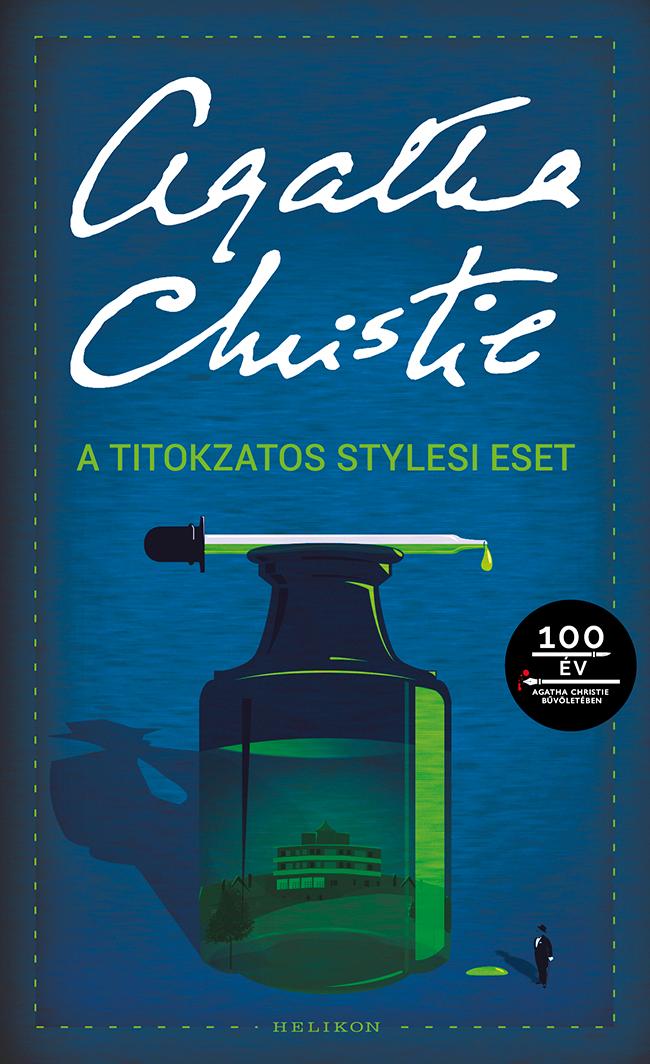 Agatha
Christie
A TITOKZATOS STYLESI ESET
100
ÉV
AGATHA CHRISTIE
BŰVÖLETÉBEN
HELIKON